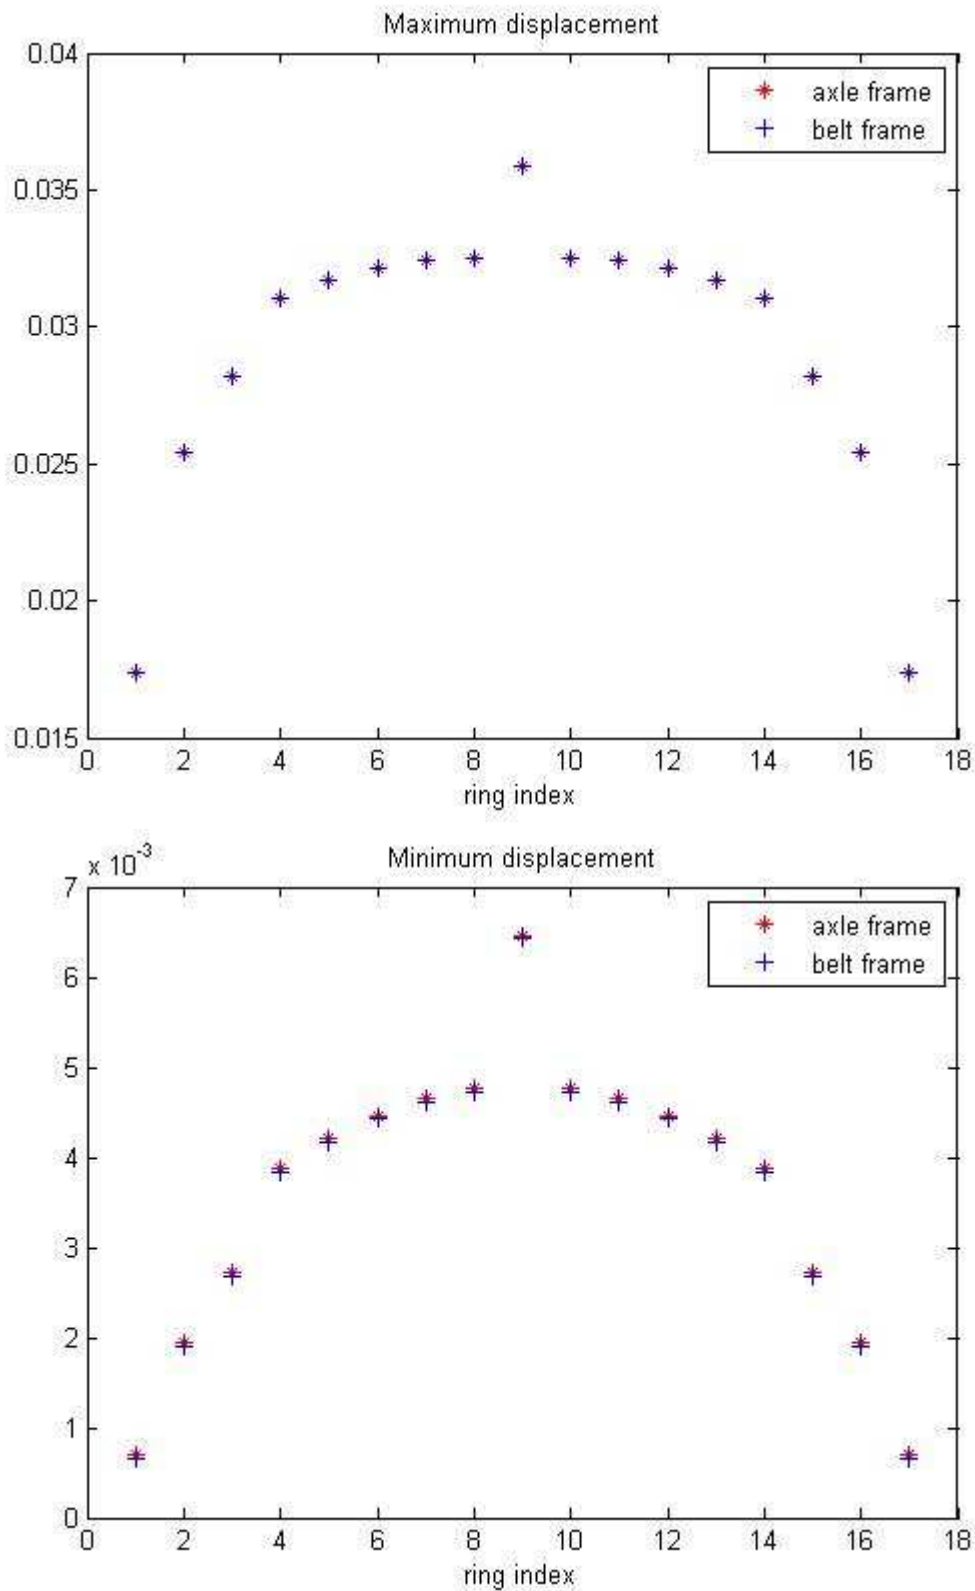 Maximum displacement
0.04
axle frame
belt frame
0.035
0.03
0.025
0.02
0.015
0 2 4 6 8 10 12 14 16 18
ring index
x 10^-3
Minimum displacement
7
axle frame
belt frame
6
5
4
3
2
1
0
0 2 4 6 8 10 12 14 16 18
ring index